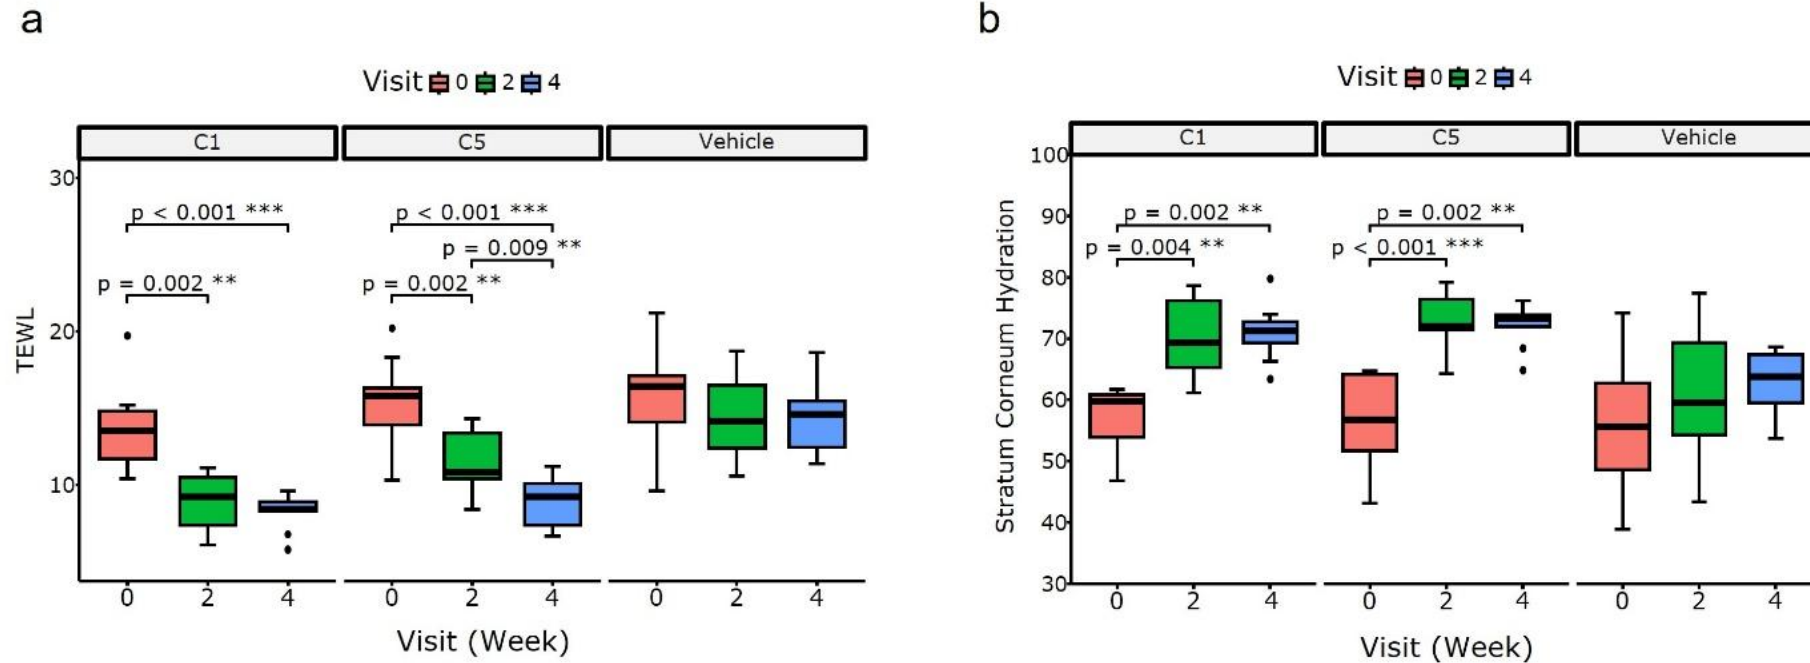 a
Visit 0 2 4
C1 C5 Vehicle
30
p < 0.001 *** p < 0.001 ***
p = 0.009 **
p = 0.002 ** p = 0.002 **
20
TEWL
10
0 2 4 0 2 4 0 2 4
Visit (Week)
b
Visit 0 2 4
C1 C5 Vehicle
100
90
p = 0.002 ** p = 0.002 **
p = 0.004 ** p < 0.001 ***
80
70
Stratum Corneum Hydration
60
50
40
30
0 2 4 0 2 4 0 2 4
Visit (Week)